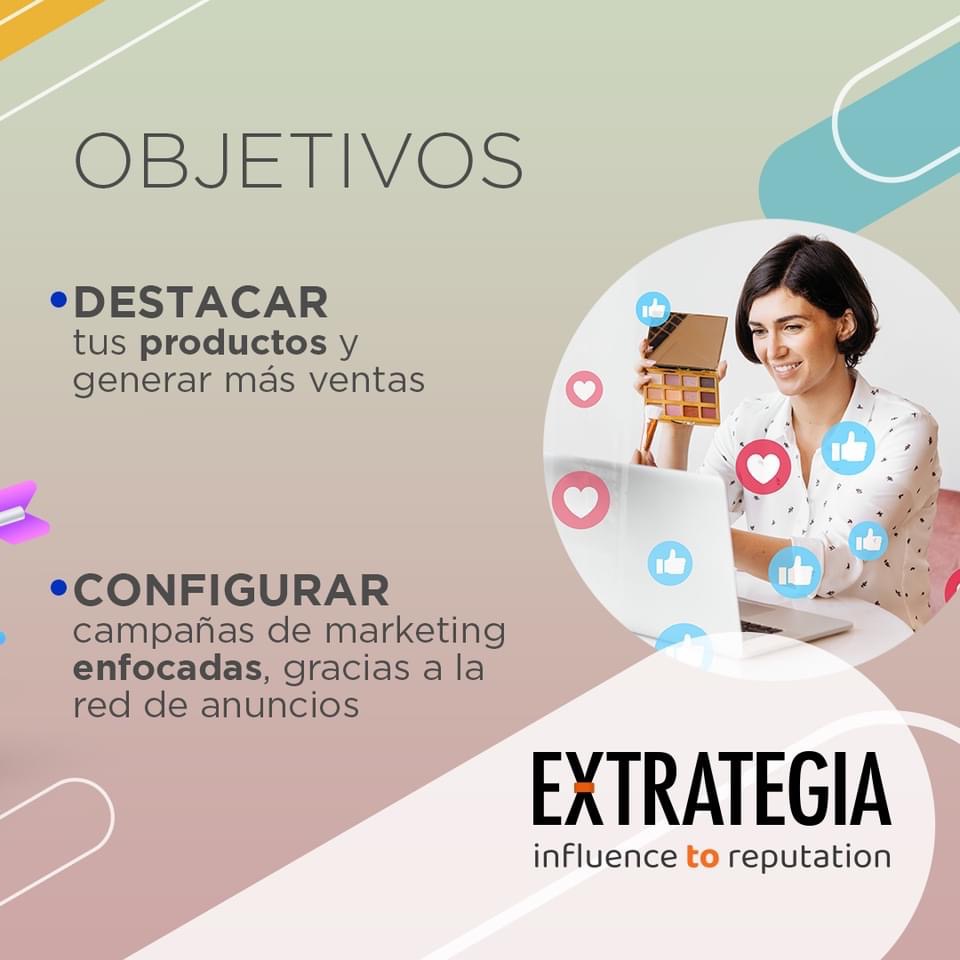 OBJETIVOS
DESTACAR
tus productos y
generar más ventas
CONFIGURAR
campañas de marketing
enfocadas, gracias a la
red de anuncios
EXTRATEGIA
influence to reputation